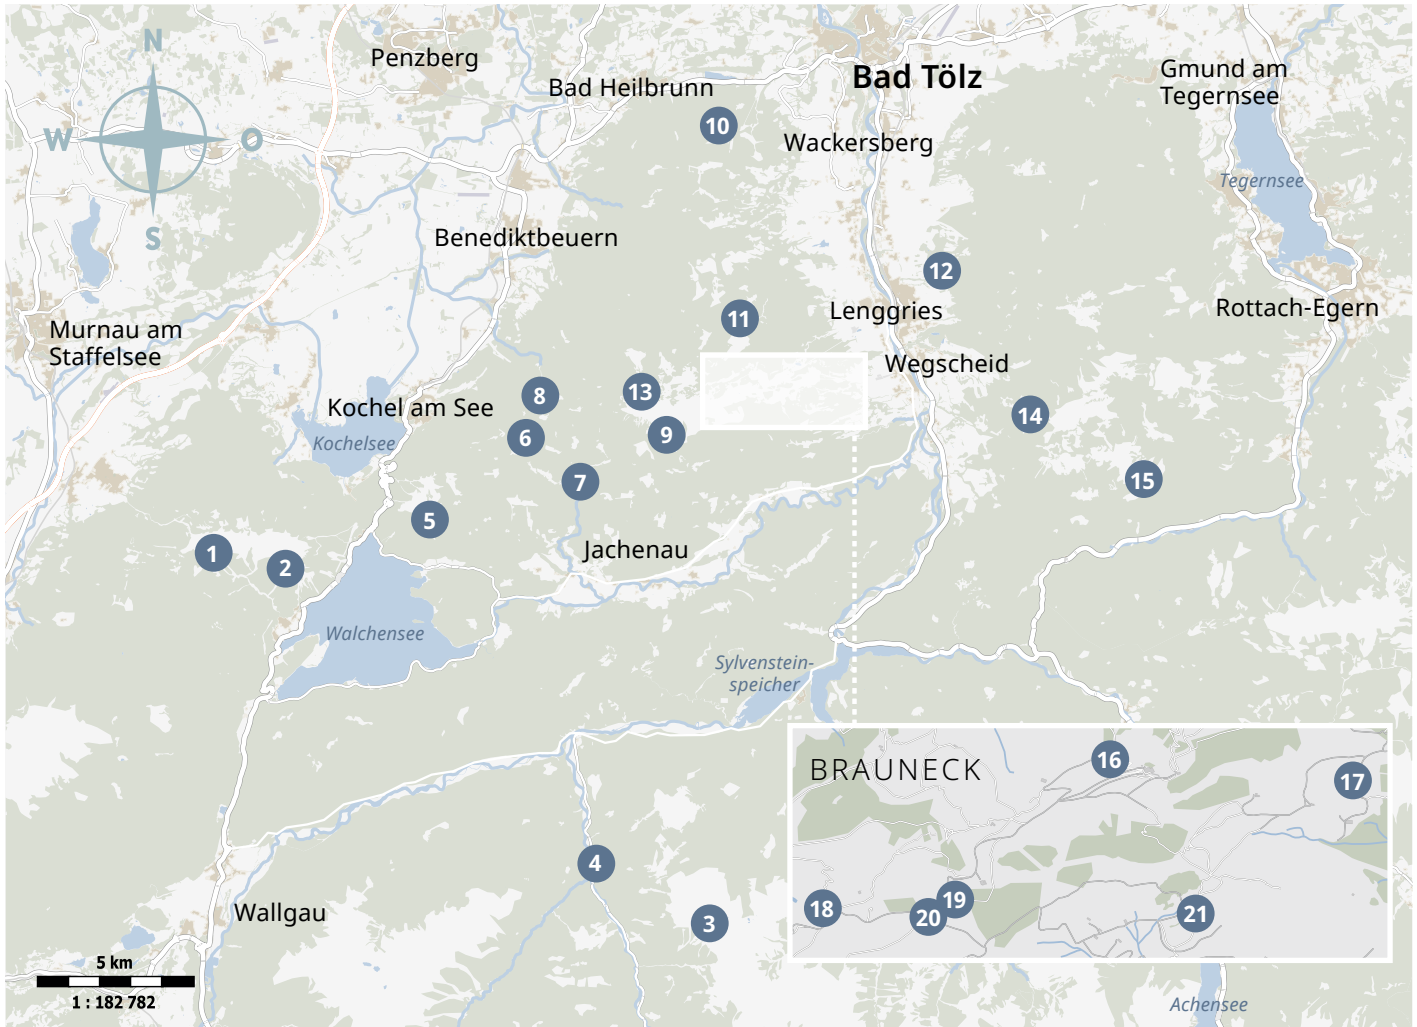 N
W
O
S
Penzberg
Bad Heilbrunn
Bad Tölz
Gmund am
Tegernsee
10
Wackersberg
Tegernsee
Benediktbeuern
12
Lenggries
Rottach-Egern
11
Murnau am
Staffelsee
Wegscheid
8
13
Kochel am See
14
Kochelsee
6
9
7
15
5
1
2
Jachenau
Walchensee
Sylvenstein-
speicher
BRAUNECK
16
17
4
18
19
20
21
3
Wallgau
5 km
1 : 182 782
Achensee